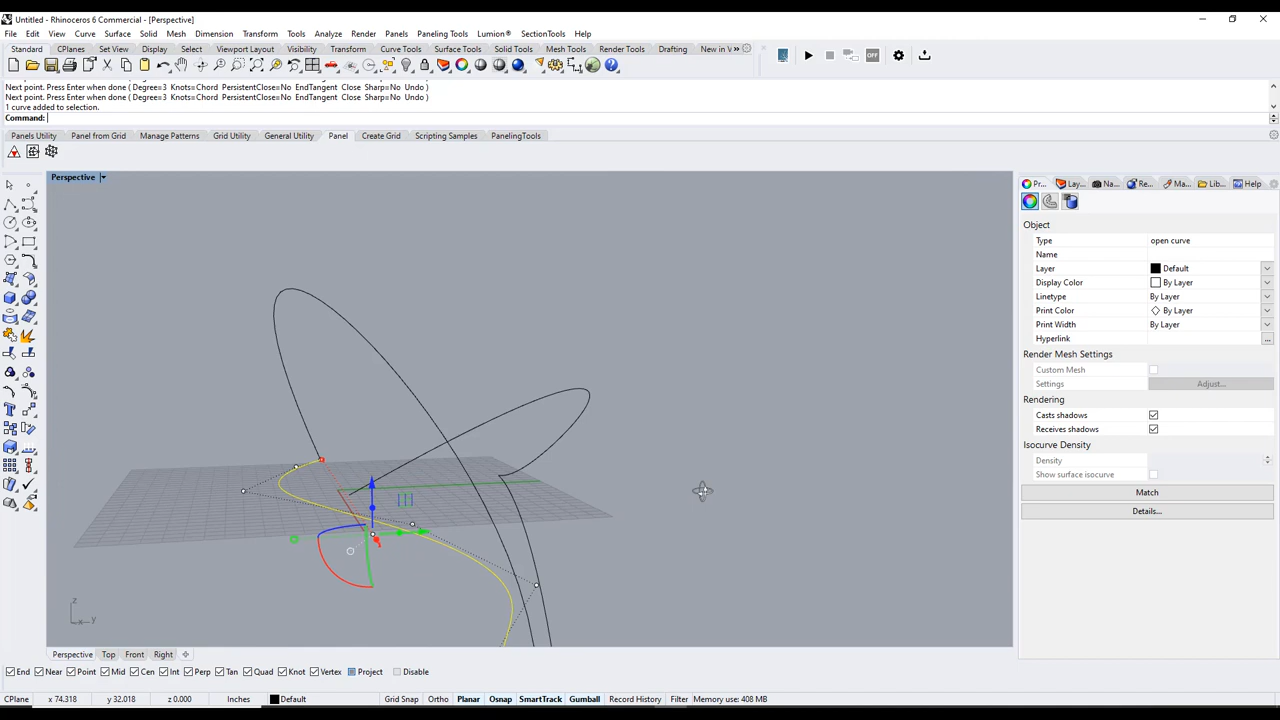 Untitled - Rhinoceros 6 Commercial - [Perspective]
File Edit View Curve Surface Solid Mesh Dimension Transform Tools Analyze Render Panels Paneling Tools Lumion® SectionTools Help
Standard CPlanes Set View Display Select Viewport Layout Visibility Transform Curve Tools Surface Tools Solid Tools Mesh Tools Render Tools Drafting New in V
OFF
Next point. Press Enter when done ( Degree=3 Knots=Chord PersistentClose=No EndTangent Close Sharp=No Undo )
Next point. Press Enter when done ( Degree=3 Knots=Chord PersistentClose=No EndTangent Close Sharp=No Undo )
1 curve added to selection.
Command:
Panels Utility Panel from Grid Manage Patterns Grid Utility General Utility Panel Create Grid Scripting Samples PanelingTools
Perspective
Pr... Lay... Na... Re... Ma... Lib... Help
Object
Type open curve
Name
Layer Default
Display Color By Layer
Linetype By Layer
Print Color By Layer
Print Width By Layer
Hyperlink ...
Render Mesh Settings
Custom Mesh
Settings Adjust...
Rendering
Casts shadows
Receives shadows
Isocurve Density
Density
Show surface isocurve
Match
Details...
z
x y
Perspective Top Front Right
End Near Point Mid Cen Int Perp Tan Quad Knot Vertex Project Disable
CPlane x 74.318 y 32.018 z 0.000 Inches Default Grid Snap Ortho Planar Osnap SmartTrack Gumball Record History Filter Memory use: 408 MB